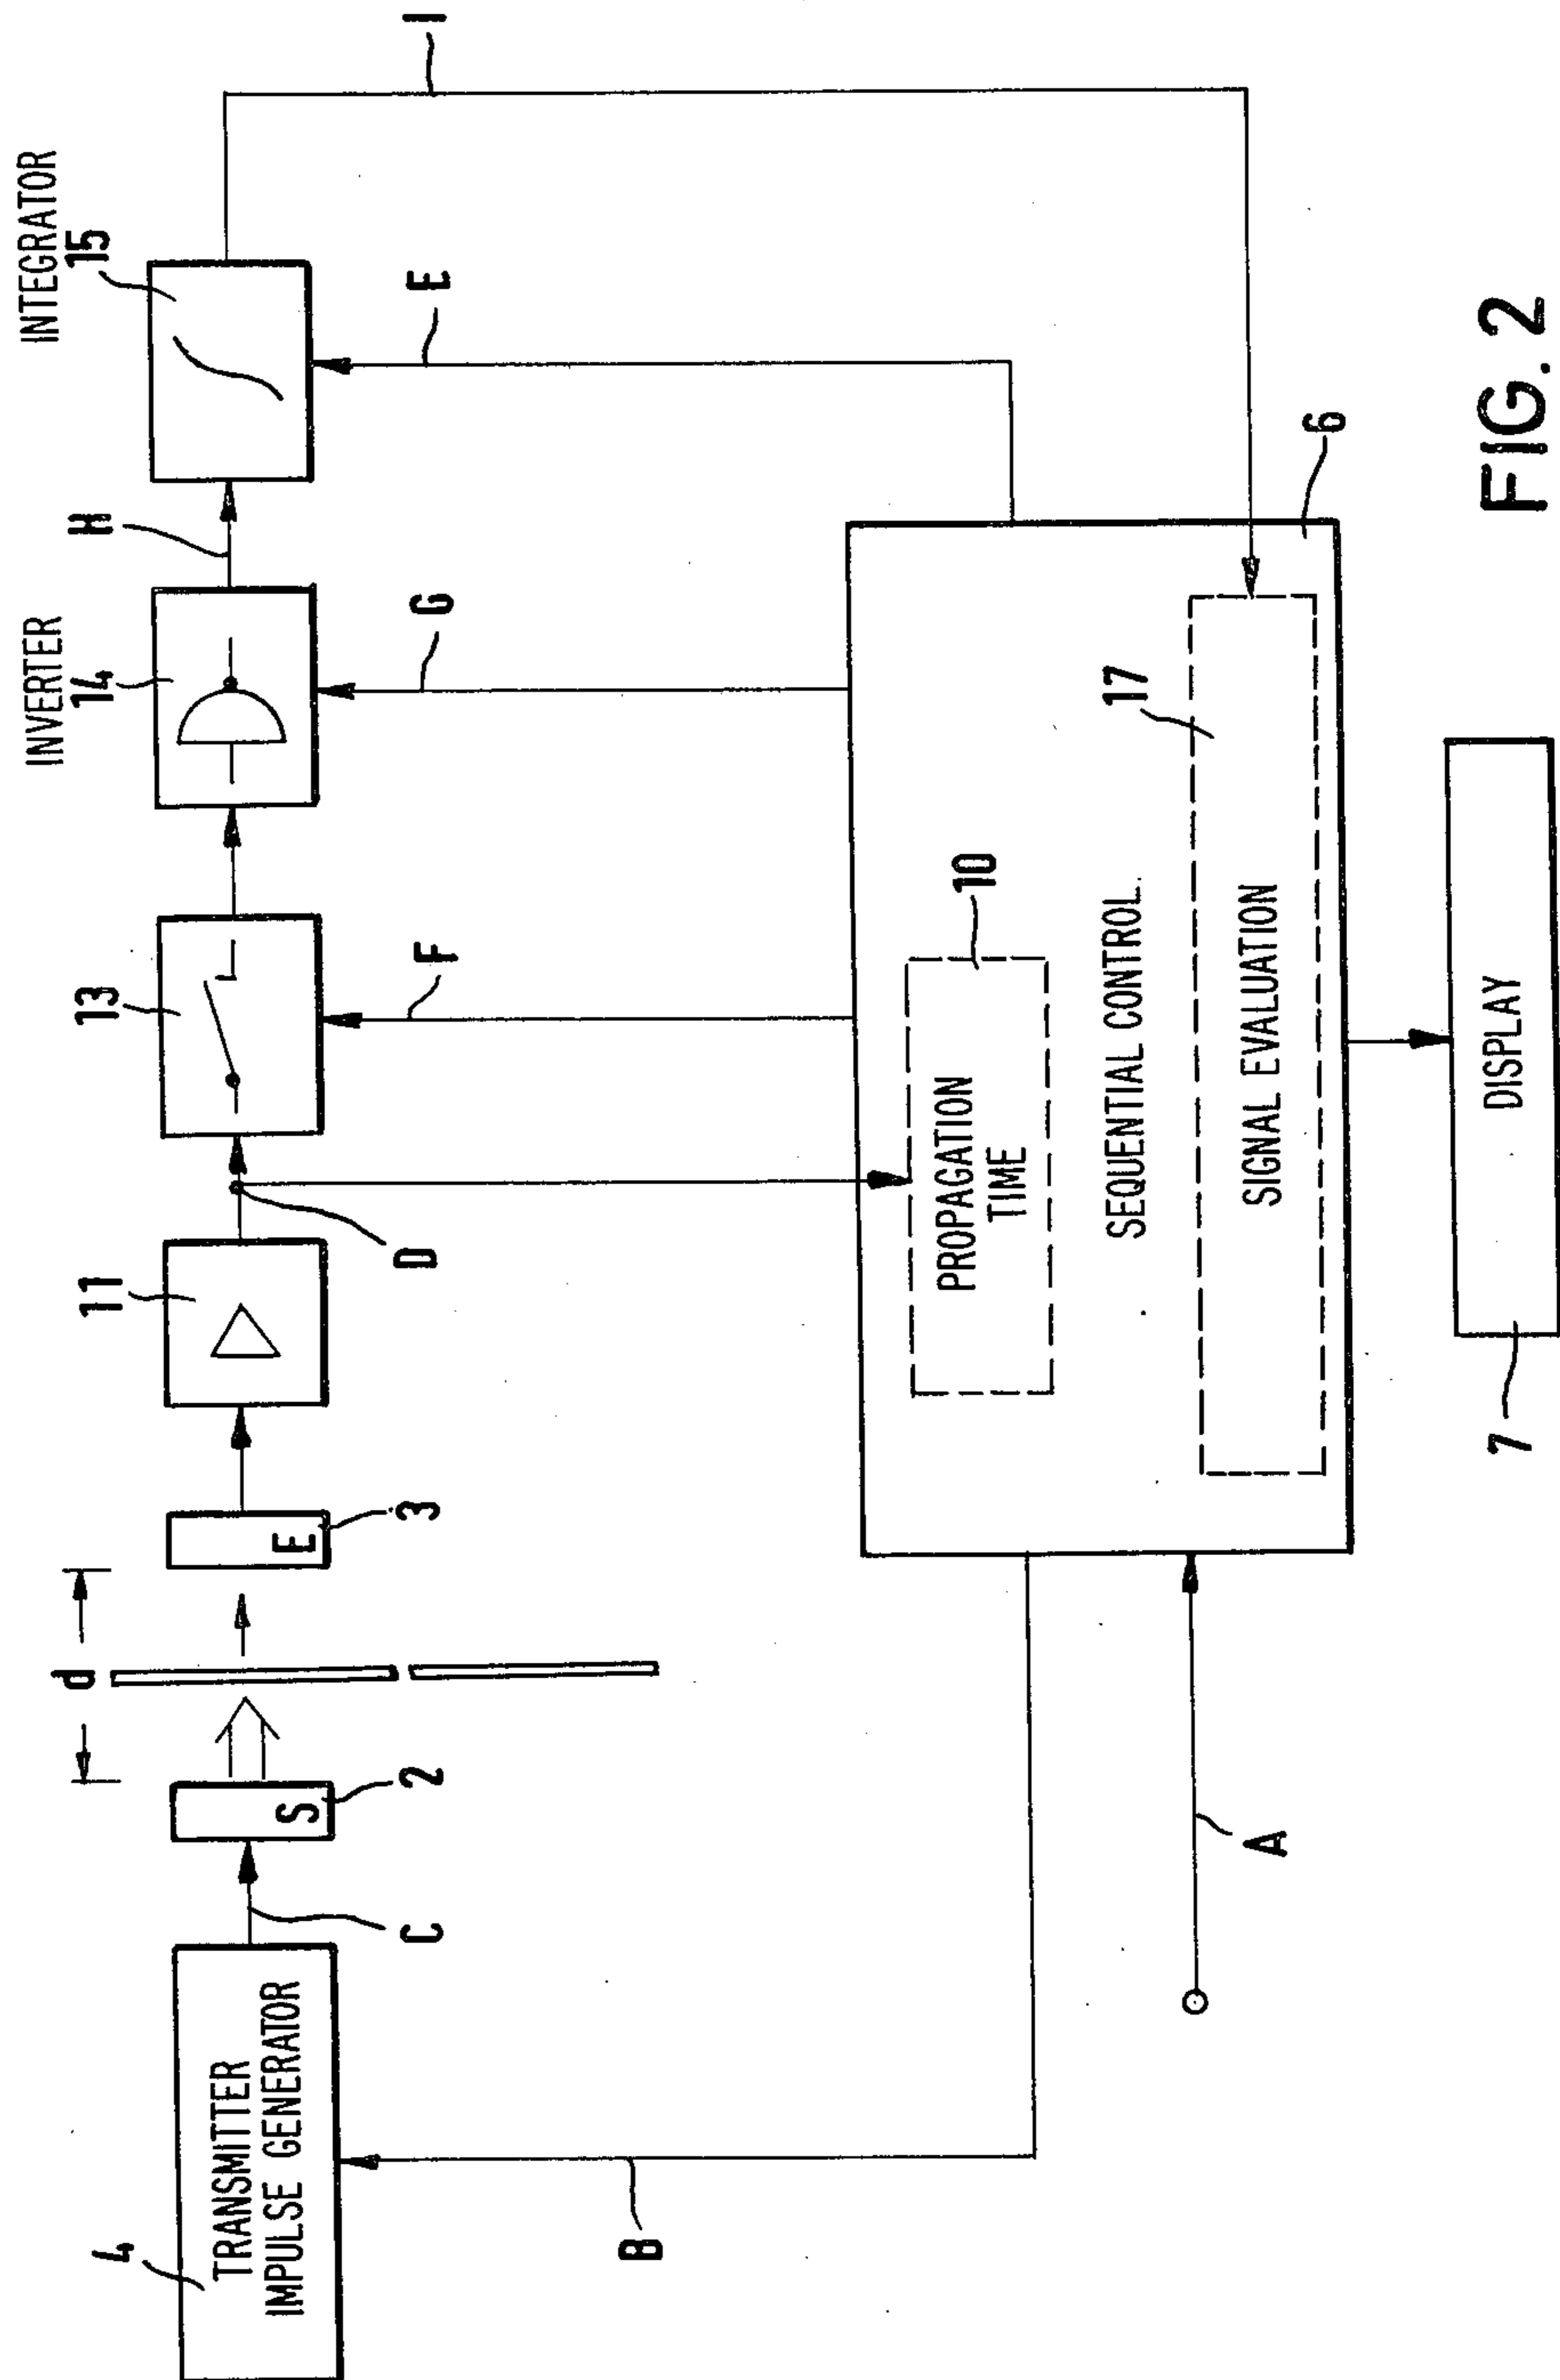 INVERTER
INTEGRATOR
4
TRANSMITTER
IMPULSE GENERATOR
C
S
2
d
E
3
11
D
13
14
H
15
I
B
F
G
E
A
10
PROPAGATION
TIME
SEQUENTIAL CONTROL.
17
SIGNAL EVALUATION
6
7
DISPLAY
FIG. 2